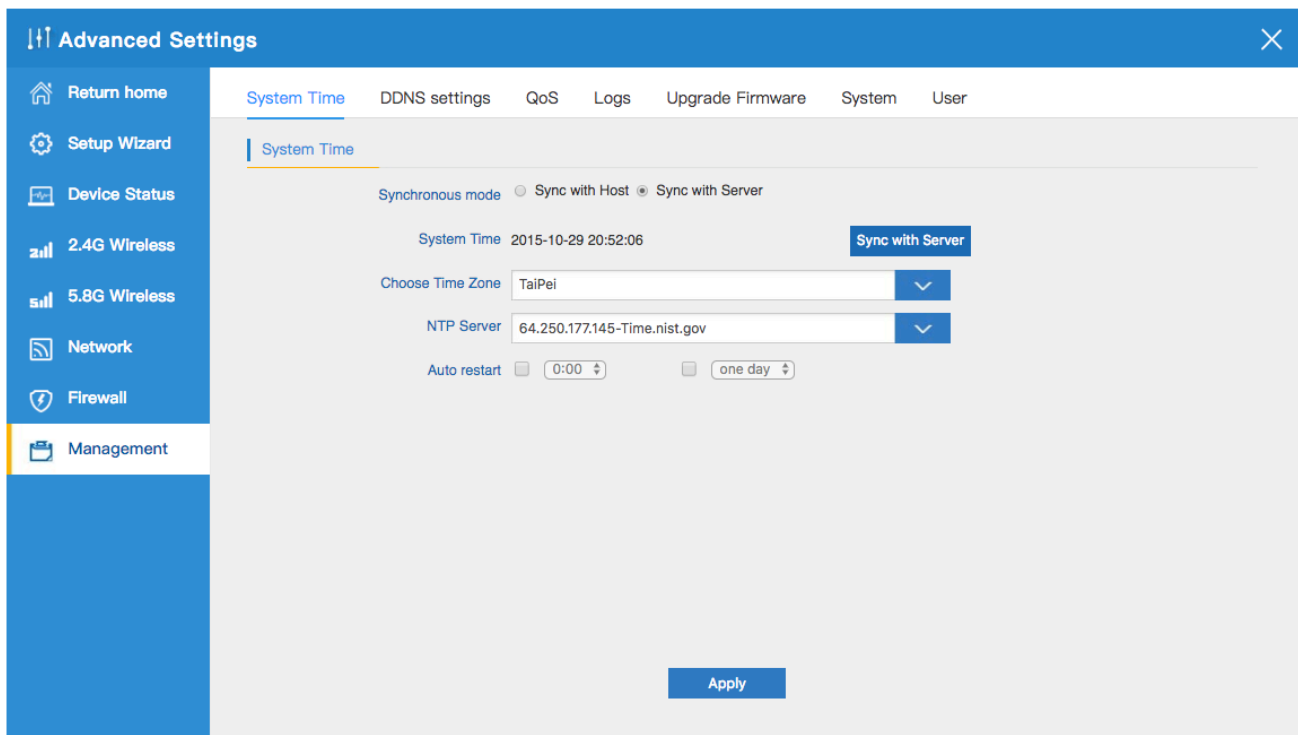 Advanced Settings
Return home
Setup Wizard
Device Status
2.4G Wireless
5.8G Wireless
Network
Firewall
Management
System Time DDNS settings QoS Logs Upgrade Firmware System User
System Time
Synchronous mode Sync with Host Sync with Server
System Time 2015-10-29 20:52:06 Sync with Server
Choose Time Zone TaiPei
NTP Server 64.250.177.145-Time.nist.gov
Auto restart 0:00 one day
Apply